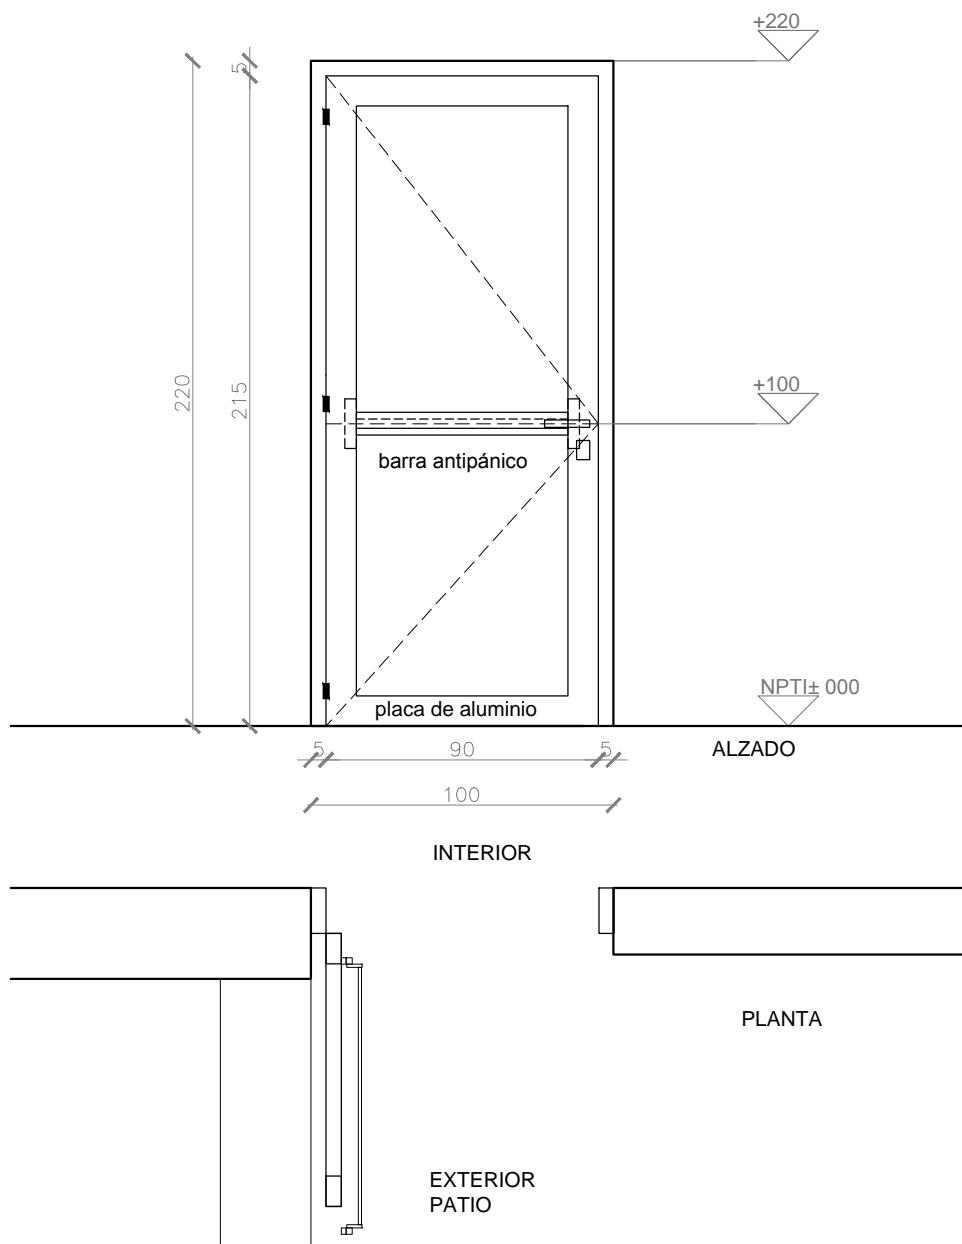 +220
5
220
215
+100
barra antipánico
NPTI± 000
placa de aluminio
5
90
5
ALZADO
100
INTERIOR
PLANTA
EXTERIOR
PATIO